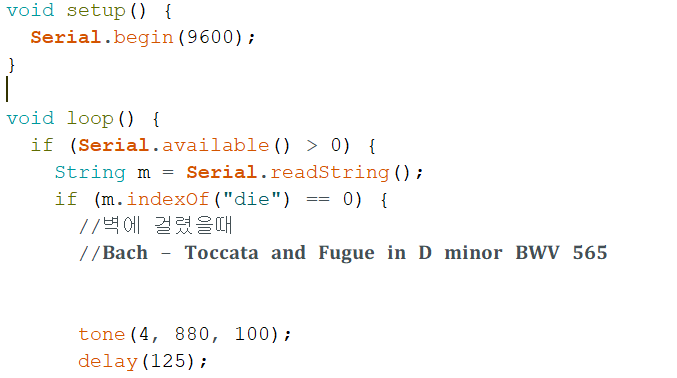 void setup() {
  Serial.begin(9600);
}
void loop() {
  if (Serial.available() > 0) {
    String m = Serial.readString();
    if (m.indexOf("die") == 0) {
      //벽에 걸렸을때
      //Bach – Toccata and Fugue in D minor BWV 565
      tone(4, 880, 100);
      delay(125);